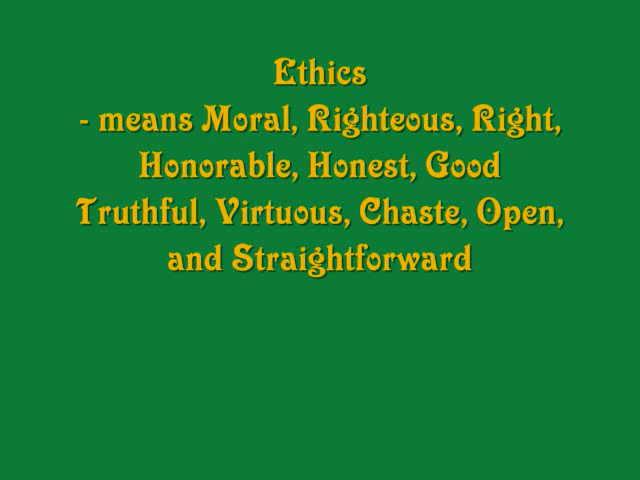 Ethics
- means Moral, Righteous, Right,
Honorable, Honest, Good
Truthful, Virtuous, Chaste, Open,
and Straightforward